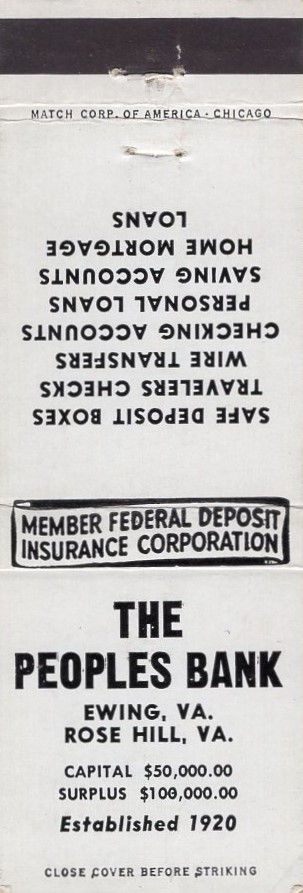 MATCH CORP. OF AMERICA - CHICAGO
SAFE DEPOSIT BOXES
TRAVELERS CHECKS
WIRE TRANSFERS
CHECKING ACCOUNTS
PERSONAL LOANS
SAVING ACCOUNTS
HOME MORTGAGE
LOANS
MEMBER FEDERAL DEPOSIT
INSURANCE CORPORATION
THE
PEOPLES BANK
EWING, VA.
ROSE HILL, VA.
CAPITAL $50,000.00
SURPLUS $100,000.00
Established 1920
CLOSE COVER BEFORE STRIKING